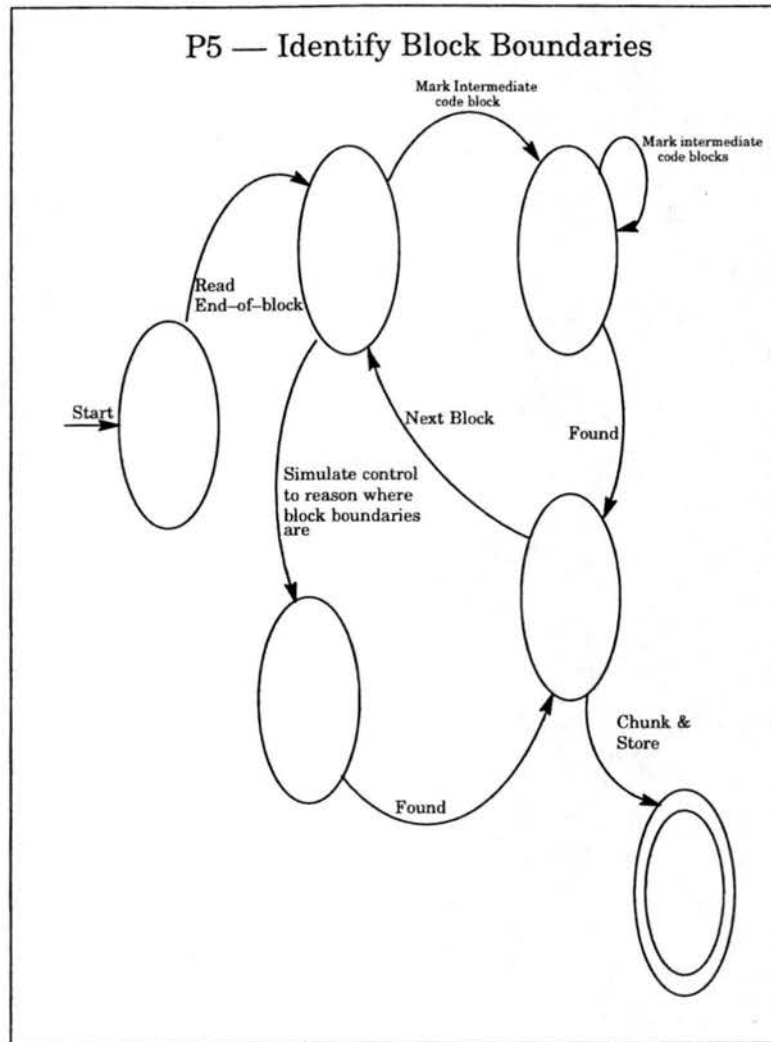 P5 — Identify Block Boundaries
Mark Intermediate
code block
Mark intermediate
code blocks
Read
End–of–block
Start
Next Block
Found
Simulate control
to reason where
block boundaries
are
Chunk &
Store
Found